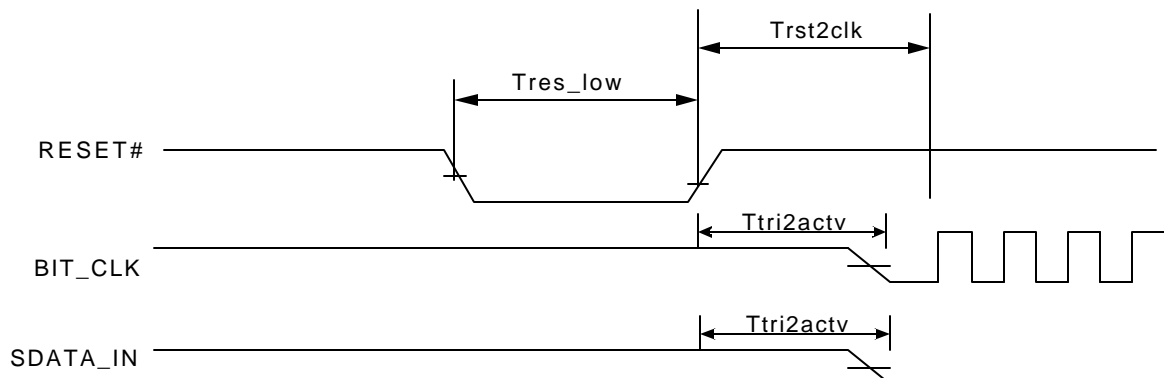 Trst2clk
Tres_low
RESET#
Ttri2actv
BIT_CLK
Ttri2actv
SDATA_IN